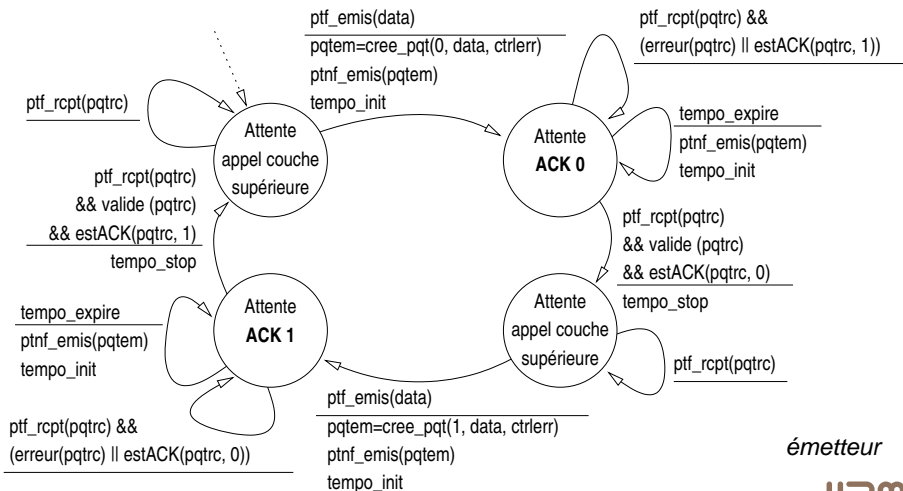 ptf_emis(data)
pqtem=cree_pqt(0, data, ctrlerr)
ptnf_emis(pqtem)
tempo_init
ptf_rcpt(pqtrc) &&
(erreur(pqtrc) || estACK(pqtrc, 1))
ptf_rcpt(pqtrc)
Attente
appel couche
supérieure
Attente
ACK 0
tempo_expire
ptnf_emis(pqtem)
tempo_init
ptf_rcpt(pqtrc)
&& valide (pqtrc)
&& estACK(pqtrc, 1)
tempo_stop
ptf_rcpt(pqtrc)
&& valide (pqtrc)
&& estACK(pqtrc, 0)
tempo_stop
tempo_expire
ptnf_emis(pqtem)
tempo_init
Attente
ACK 1
Attente
appel couche
supérieure
ptf_rcpt(pqtrc)
ptf_rcpt(pqtrc) &&
(erreur(pqtrc) || estACK(pqtrc, 0))
ptf_emis(data)
pqtem=cree_pqt(1, data, ctrlerr)
ptnf_emis(pqtem)
tempo_init
émetteur